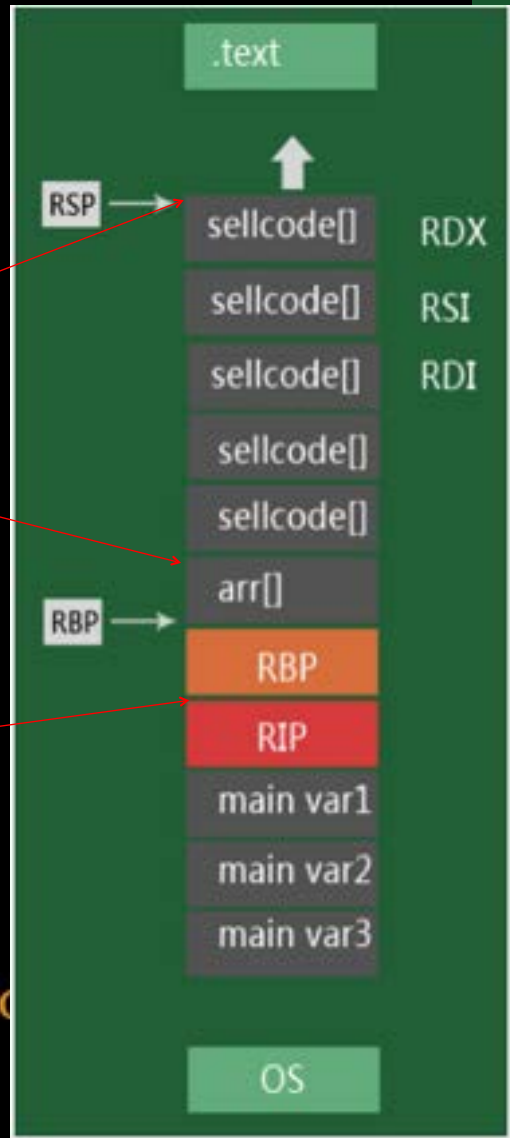 .text
RSP
sellcode[] RDX
sellcode[] RSI
sellcode[] RDI
sellcode[]
sellcode[]
arr[]
RBP
RBP
RIP
main var1
main var2
main var3
OS